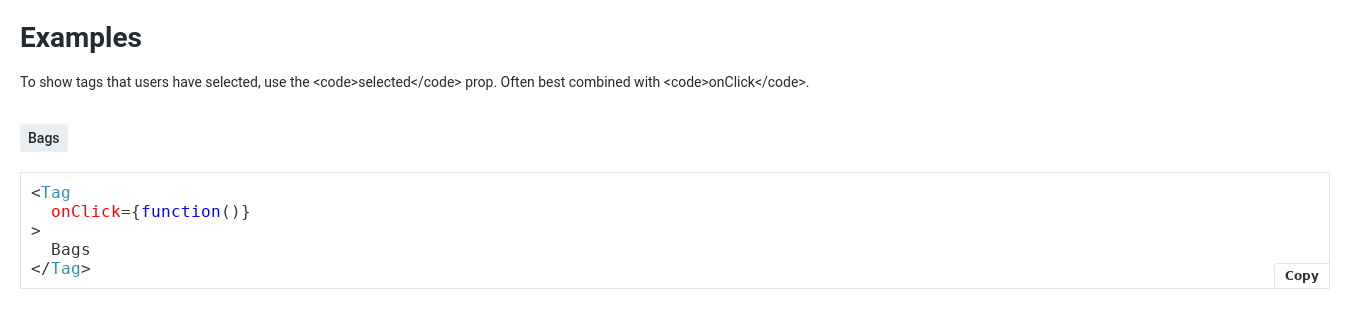 Examples
To show tags that users have selected, use the <code>selected</code> prop. Often best combined with <code>onClick</code>.
Bags
<Tag
  onClick={function()}
>
  Bags
</Tag>
Copy